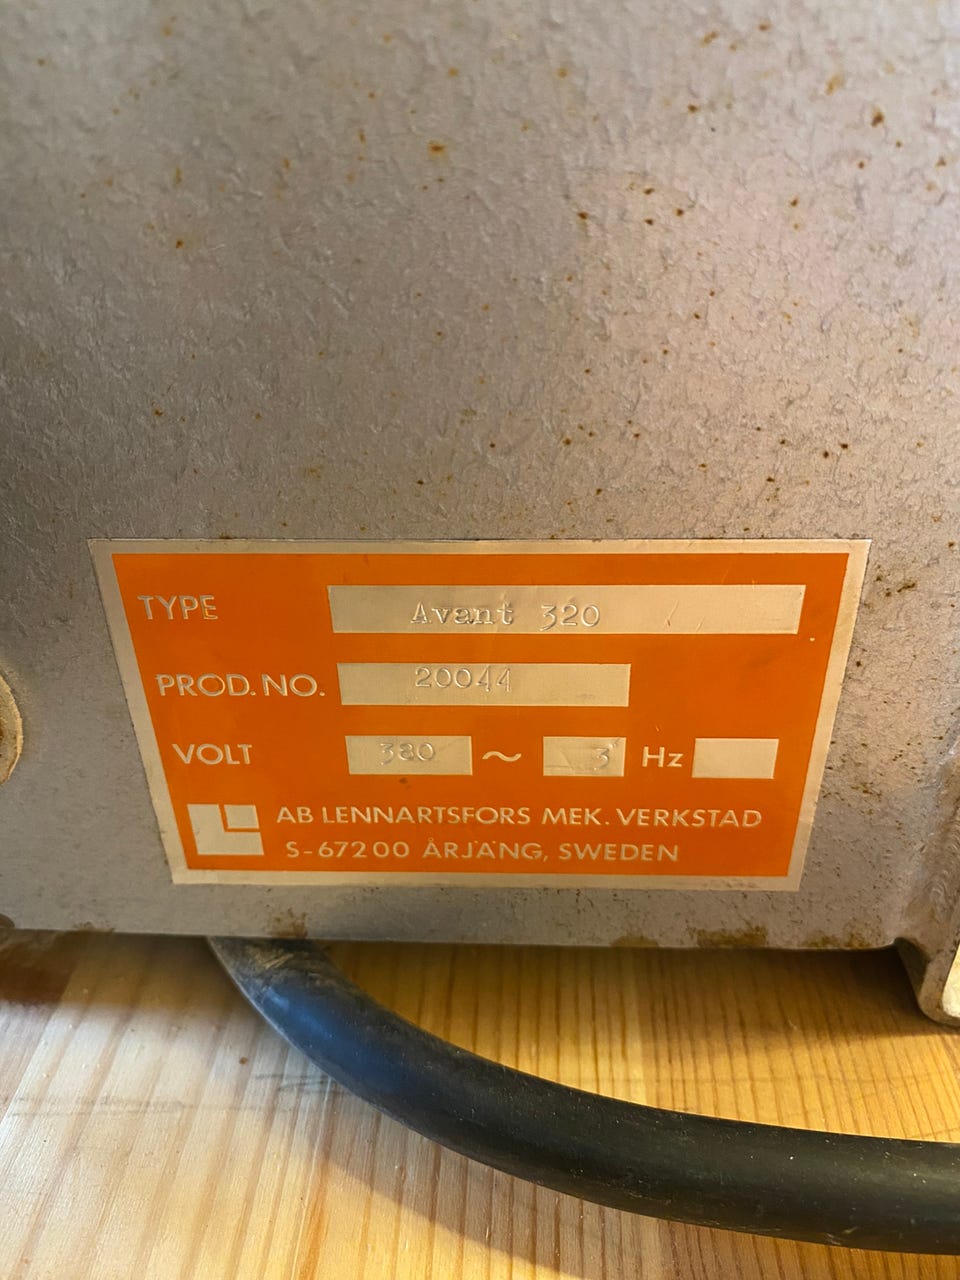 TYPE Avant 320
PROD. NO. 20044
VOLT 380 ~ 3 Hz
AB LENNARTSFORS MEK. VERKSTAD
S-67200 ÅRJÄNG, SWEDEN